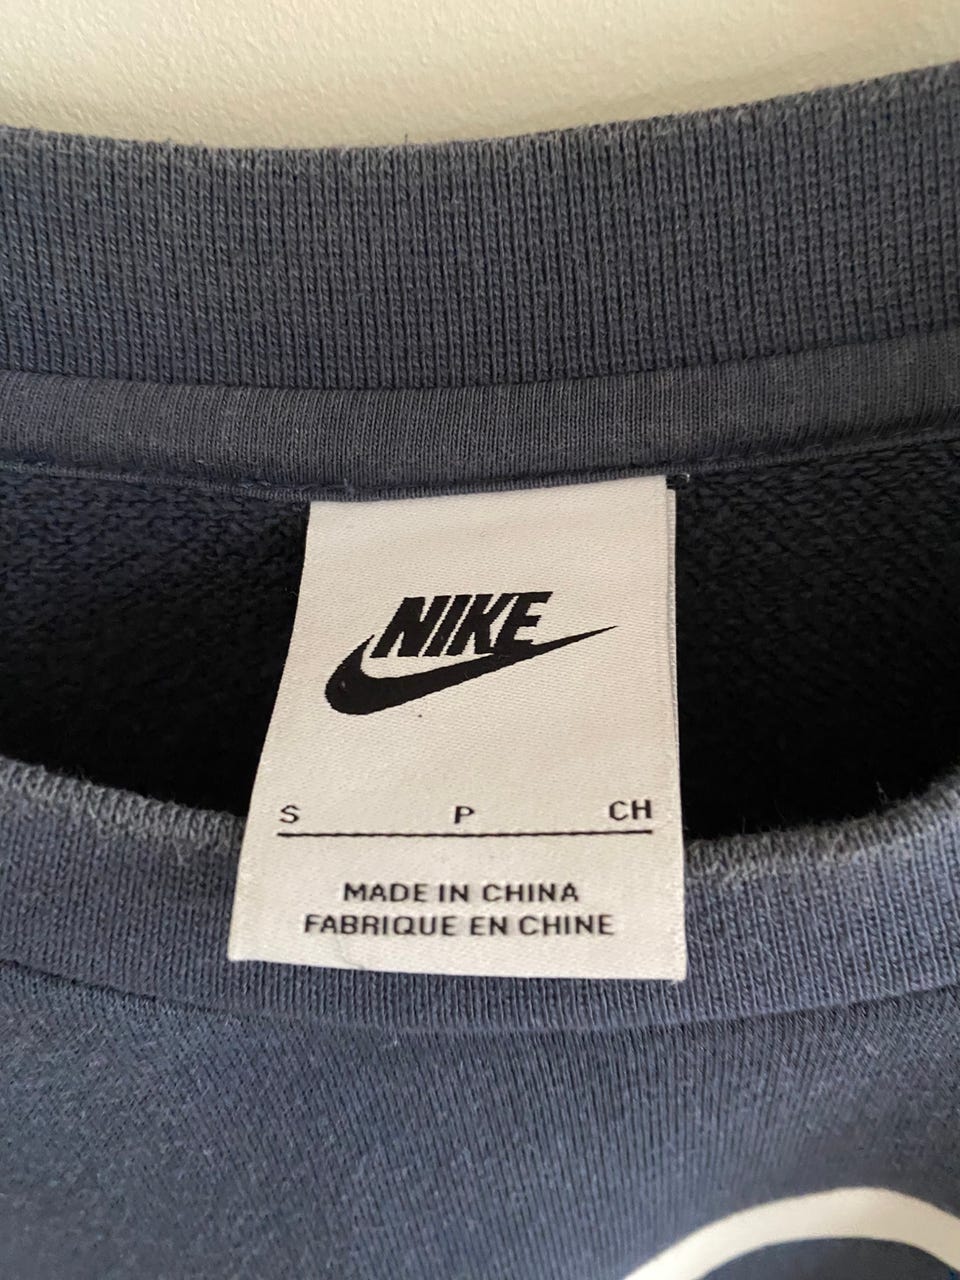 NIKE
S P CH
MADE IN CHINA
FABRIQUE EN CHINE